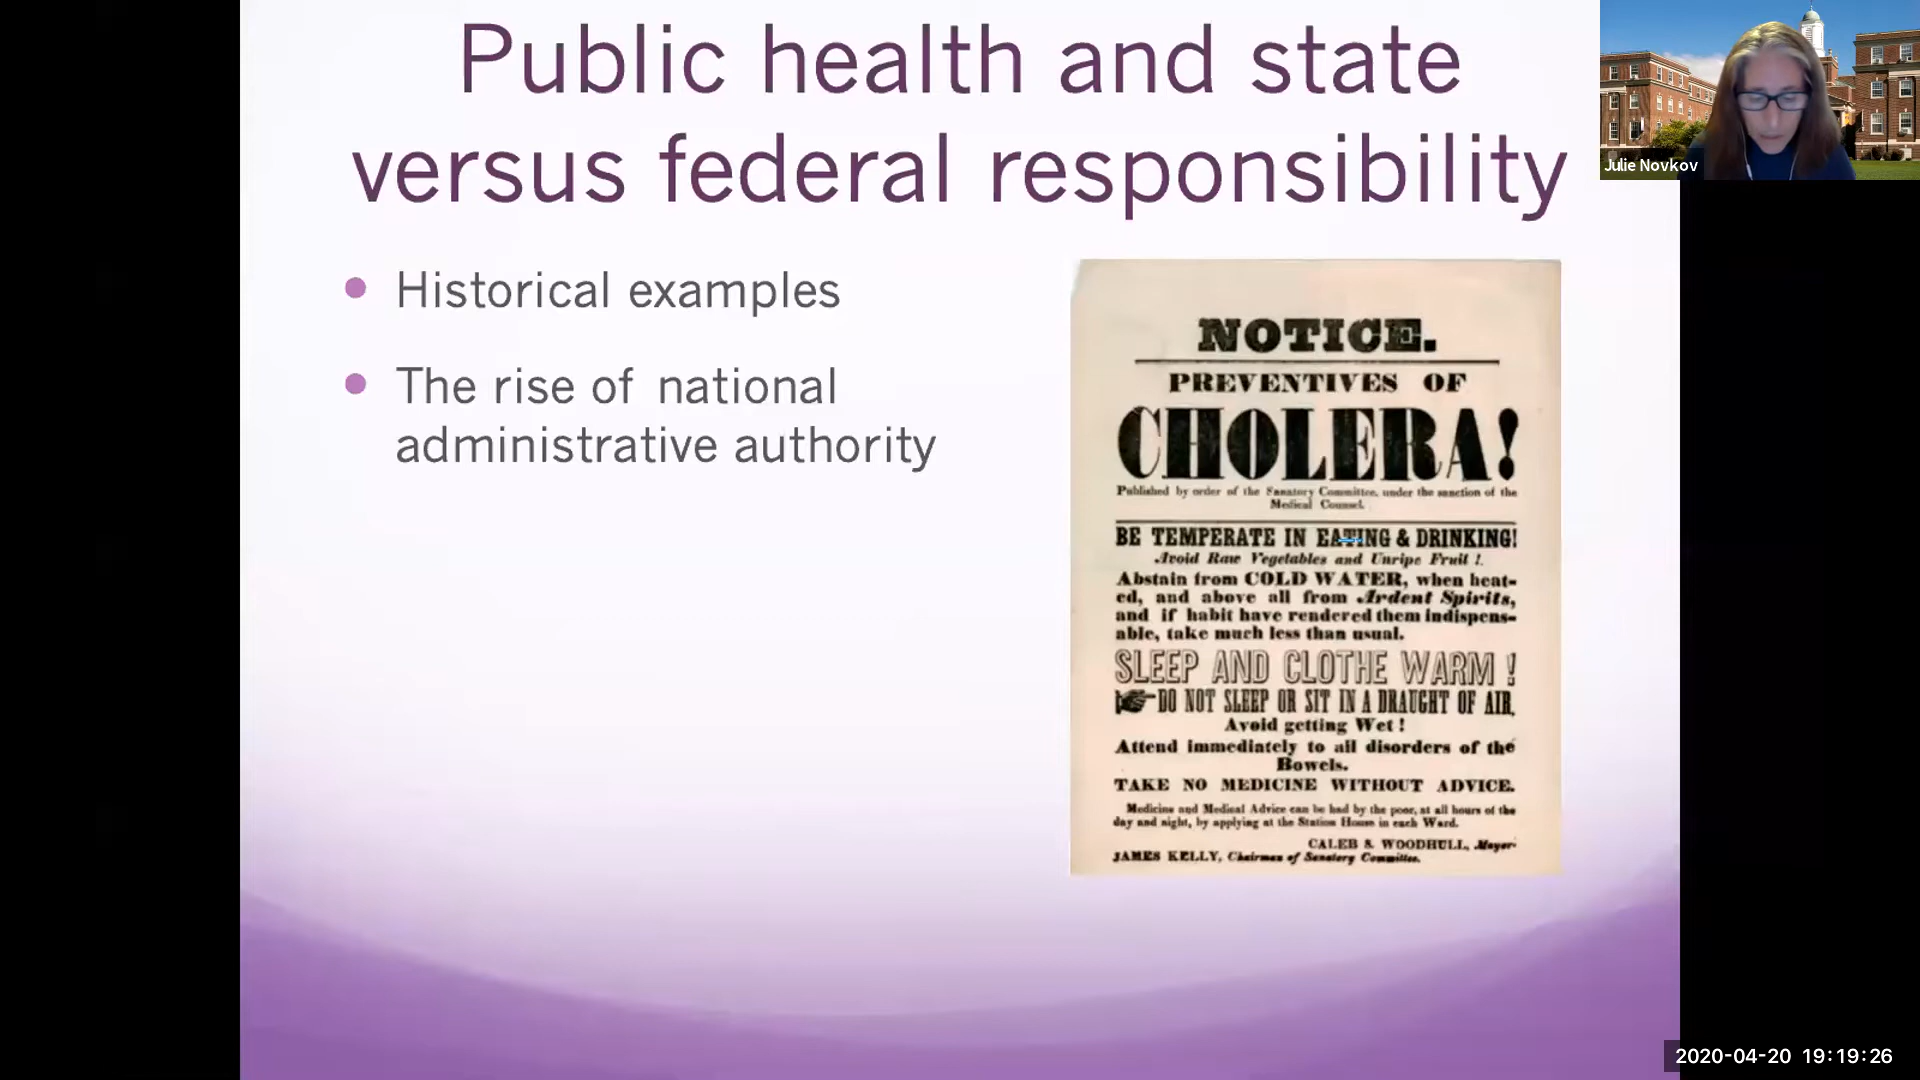 Public health and state
versus federal responsibility
Julie Novkov
Historical examples
The rise of national
administrative authority
NOTICE.
PREVENTIVES OF
CHOLERA!
Published by order of the Sanatory Committee, under the sanction of the
Medical Counsel.
BE TEMPERATE IN EATING & DRINKING!
Avoid Raw Vegetables and Unripe Fruit!.
Abstain from COLD WATER, when heat-
ed, and above all from Ardent Spirits,
and if habit have rendered them indispens-
able, take much less than usual.
SLEEP AND CLOTHE WARM !
DO NOT SLEEP OR SIT IN A DRAUGHT OF AIR,
Avoid getting Wet !
Attend immediately to all disorders of the
Bowels.
TAKE NO MEDICINE WITHOUT ADVICE.
Medicine and Medical Advice can be had by the poor, at all hours of the
day and night, by applying at the Station House in each Ward.
CALEB S. WOODHULL, Mayor
JAMES KELLY, Chairman of Sanatory Committee.
2020-04-20 19:19:26